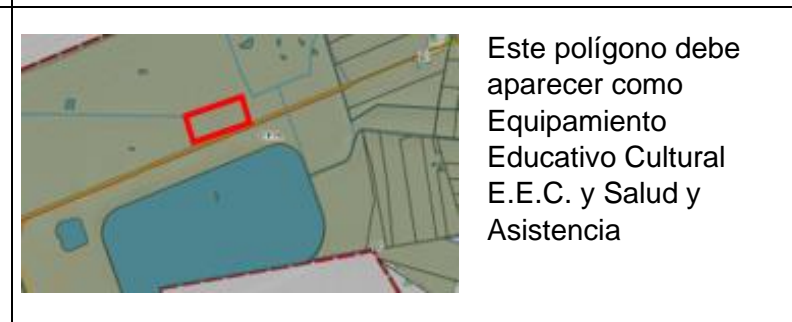 Este polígono debe
aparecer como
Equipamiento
Educativo Cultural
E.E.C. y Salud y
Asistencia